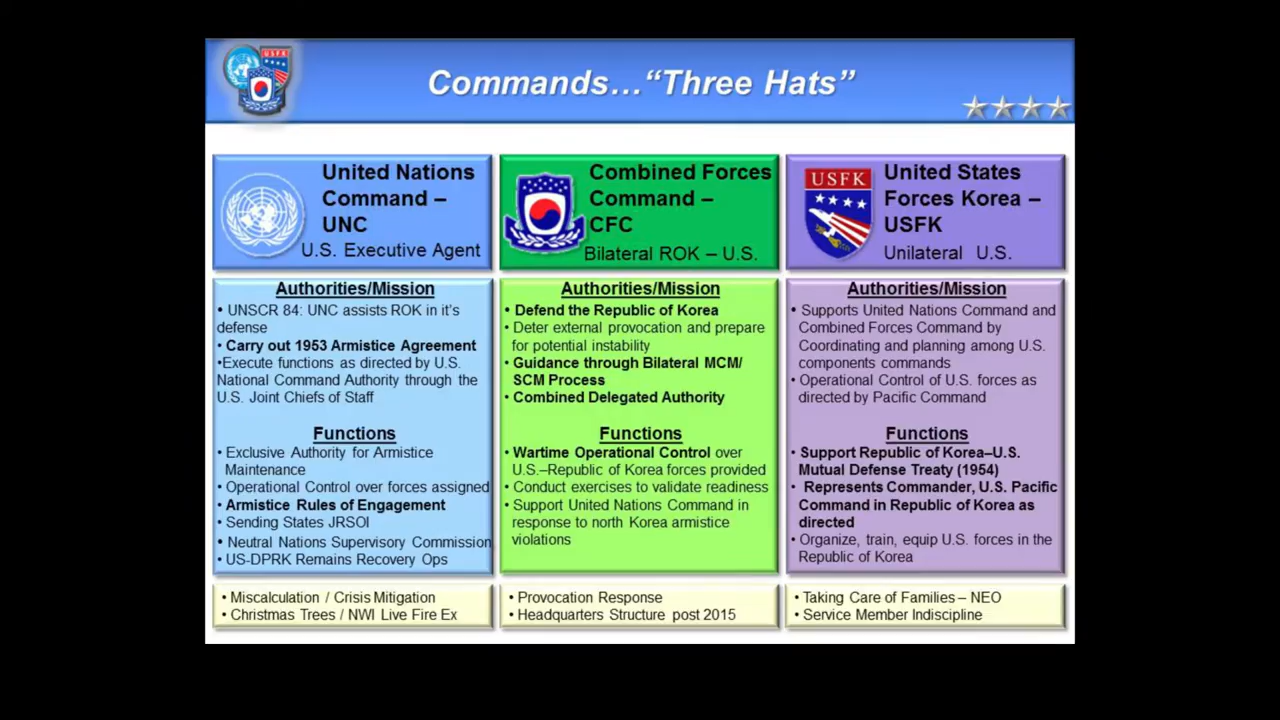 Commands…“Three Hats”
United Nations
Command –
UNC
U.S. Executive Agent
Authorities/Mission
• UNSCR 84: UNC assists ROK in it's
defense
• Carry out 1953 Armistice Agreement
•Execute functions as directed by U.S.
National Command Authority through the
U.S. Joint Chiefs of Staff
Functions
• Exclusive Authority for Armistice
Maintenance
• Operational Control over forces assigned
• Armistice Rules of Engagement
• Sending States JRSOI
• Neutral Nations Supervisory Commission
• US-DPRK Remains Recovery Ops
• Miscalculation / Crisis Mitigation
• Christmas Trees / NWI Live Fire Ex
Combined Forces
Command –
CFC
Bilateral ROK – U.S.
Authorities/Mission
• Defend the Republic of Korea
• Deter external provocation and prepare
for potential instability
• Guidance through Bilateral MCM/
SCM Process
• Combined Delegated Authority
Functions
• Wartime Operational Control over
U.S.–Republic of Korea forces provided
• Conduct exercises to validate readiness
• Support United Nations Command in
response to north Korea armistice
violations
• Provocation Response
• Headquarters Structure post 2015
USFK
United States
Forces Korea –
USFK
Unilateral U.S.
Authorities/Mission
• Supports United Nations Command and
Combined Forces Command by
Coordinating and planning among U.S.
components commands
• Operational Control of U.S. forces as
directed by Pacific Command
Functions
• Support Republic of Korea–U.S.
Mutual Defense Treaty (1954)
• Represents Commander, U.S. Pacific
Command in Republic of Korea as
directed
• Organize, train, equip U.S. forces in the
Republic of Korea
• Taking Care of Families – NEO
• Service Member Indiscipline